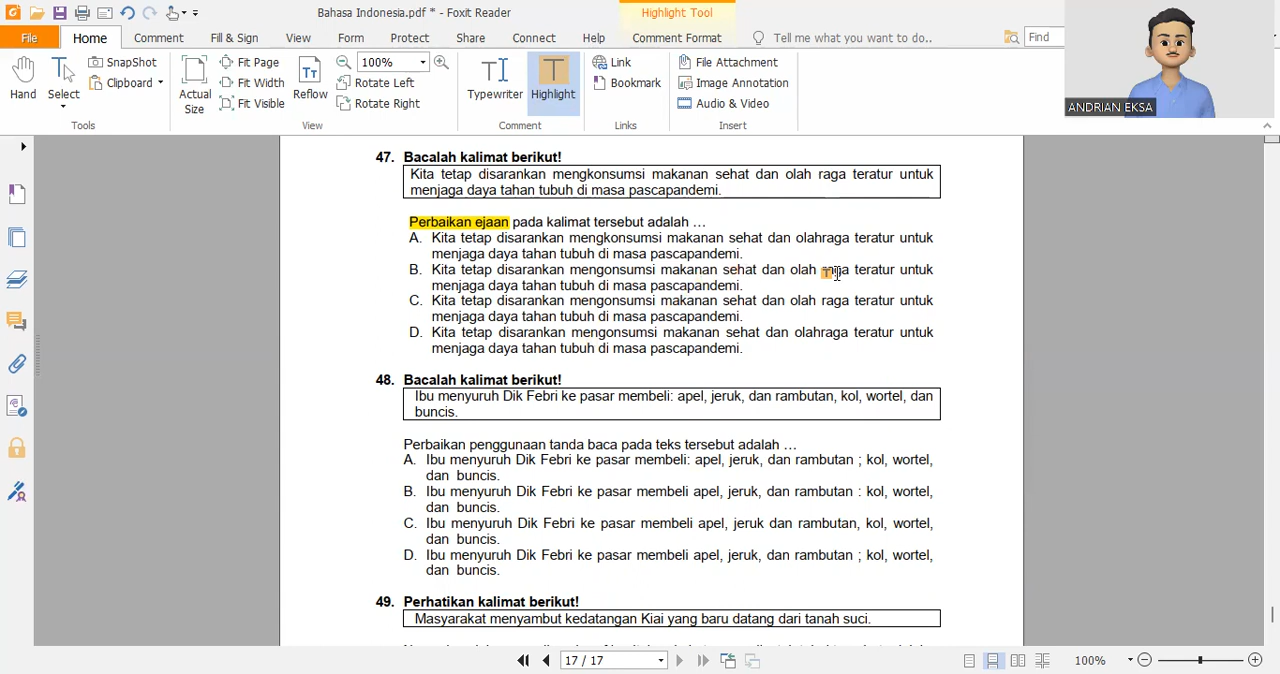 Bahasa Indonesia.pdf * - Foxit Reader
Highlight Tool
File
Home
Comment
Fill & Sign
View
Form
Protect
Share
Connect
Help
Comment Format
Tell me what you want to do..
Find
Hand
Select
SnapShot
Clipboard
Actual Size
Fit Page
Fit Width
Fit Visible
Reflow
100%
Rotate Left
Rotate Right
Typewriter
Highlight
Link
Bookmark
File Attachment
Image Annotation
Audio & Video
Tools
View
Comment
Links
Insert
ANDRIAN EKSA
47. Bacalah kalimat berikut!
Kita tetap disarankan mengkonsumsi makanan sehat dan olah raga teratur untuk
menjaga daya tahan tubuh di masa pascapandemi.
Perbaikan ejaan pada kalimat tersebut adalah …
A. Kita tetap disarankan mengkonsumsi makanan sehat dan olahraga teratur untuk
menjaga daya tahan tubuh di masa pascapandemi.
B. Kita tetap disarankan mengonsumsi makanan sehat dan olah raga teratur untuk
menjaga daya tahan tubuh di masa pascapandemi.
C. Kita tetap disarankan mengonsumsi makanan sehat dan olah raga teratur untuk
menjaga daya tahan tubuh di masa pascapandemi.
D. Kita tetap disarankan mengonsumsi makanan sehat dan olahraga teratur untuk
menjaga daya tahan tubuh di masa pascapandemi.
48. Bacalah kalimat berikut!
Ibu menyuruh Dik Febri ke pasar membeli: apel, jeruk, dan rambutan, kol, wortel, dan
buncis.
Perbaikan penggunaan tanda baca pada teks tersebut adalah …
A. Ibu menyuruh Dik Febri ke pasar membeli: apel, jeruk, dan rambutan ; kol, wortel,
dan buncis.
B. Ibu menyuruh Dik Febri ke pasar membeli apel, jeruk, dan rambutan : kol, wortel,
dan buncis.
C. Ibu menyuruh Dik Febri ke pasar membeli apel, jeruk dan rambutan, kol, wortel,
dan buncis.
D. Ibu menyuruh Dik Febri ke pasar membeli apel, jeruk, dan rambutan ; kol, wortel,
dan buncis.
49. Perhatikan kalimat berikut!
Masyarakat menyambut kedatangan Kiai yang baru datang dari tanah suci.
17 / 17
100%